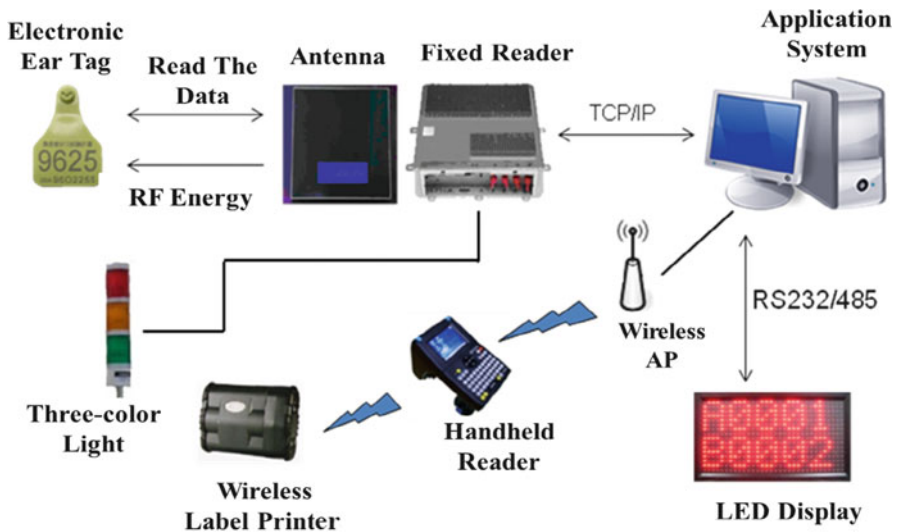 Electronic
Ear Tag
Read The
Data
RF Energy
9625
Antenna
Fixed Reader
TCP/IP
Application
System
RS232/485
Wireless
AP
Three-color
Light
Wireless
Label Printer
Handheld
Reader
A0001
B0002
LED Display